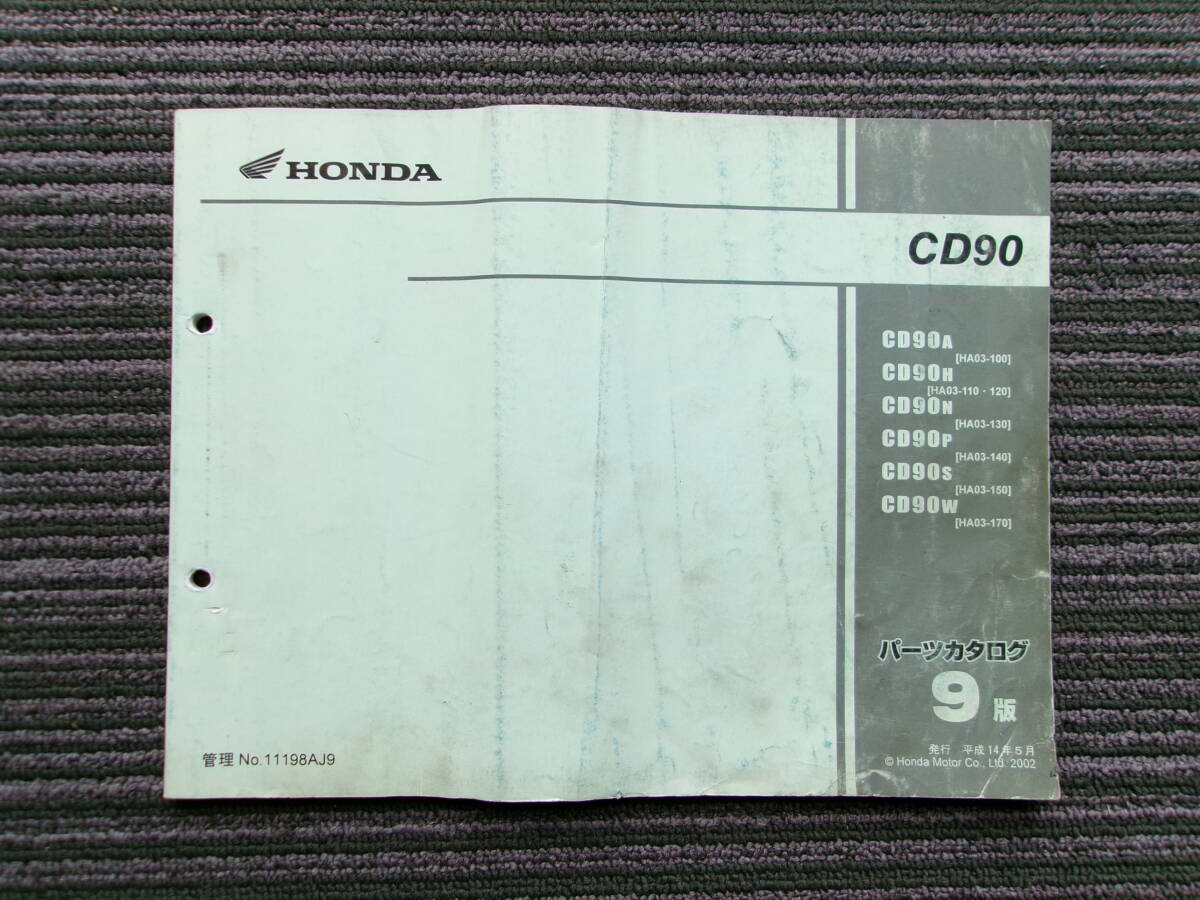 HONDA
CD90
CD90A
[HA03-100]
CD90H
[HA03-110・120]
CD90N
[HA03-130]
CD90P
[HA03-140]
CD90S
[HA03-150]
CD90W
[HA03-170]
パーツカタログ
9版
発行 平成14年5月
© Honda Motor Co., Ltd. 2002
管理 No.11198AJ9